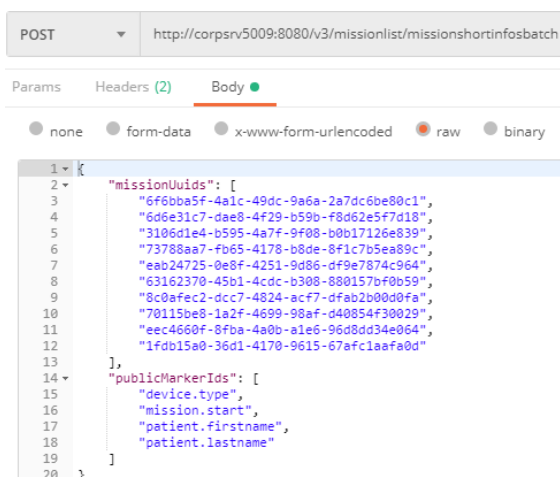 POST http://corpsrv5009:8080/v3/missionlist/missionshortinfosbatch
Params Headers (2) Body
none form-data x-www-form-urlencoded raw binary
1 {
2 "missionUuids": [
3 "6f6bba5f-4a1c-49dc-9a6a-2a7dc6be80c1",
4 "6d6e31c7-dae8-4f29-b59b-f8d62e5f7d18",
5 "3106d1e4-b595-4a7f-9f08-b0b17126e839",
6 "73788aa7-fb65-4178-b8de-8f1c7b5ea89c",
7 "eab24725-0e8f-4251-9d86-df9e7874c964",
8 "63162370-45b1-4cdc-b308-880157bf0b59",
9 "8c0afec2-dcc7-4824-acf7-dfab2b00d0fa",
10 "70115be8-1a2f-4699-98af-d40854f30029",
11 "eec4660f-8fba-4a0b-a1e6-96d8dd34e064",
12 "1fdb15a0-36d1-4170-9615-67afc1aafa0d"
13 ],
14 "publicMarkerIds": [
15 "device.type",
16 "mission.start",
17 "patient.firstname",
18 "patient.lastname"
19 ]
20 }